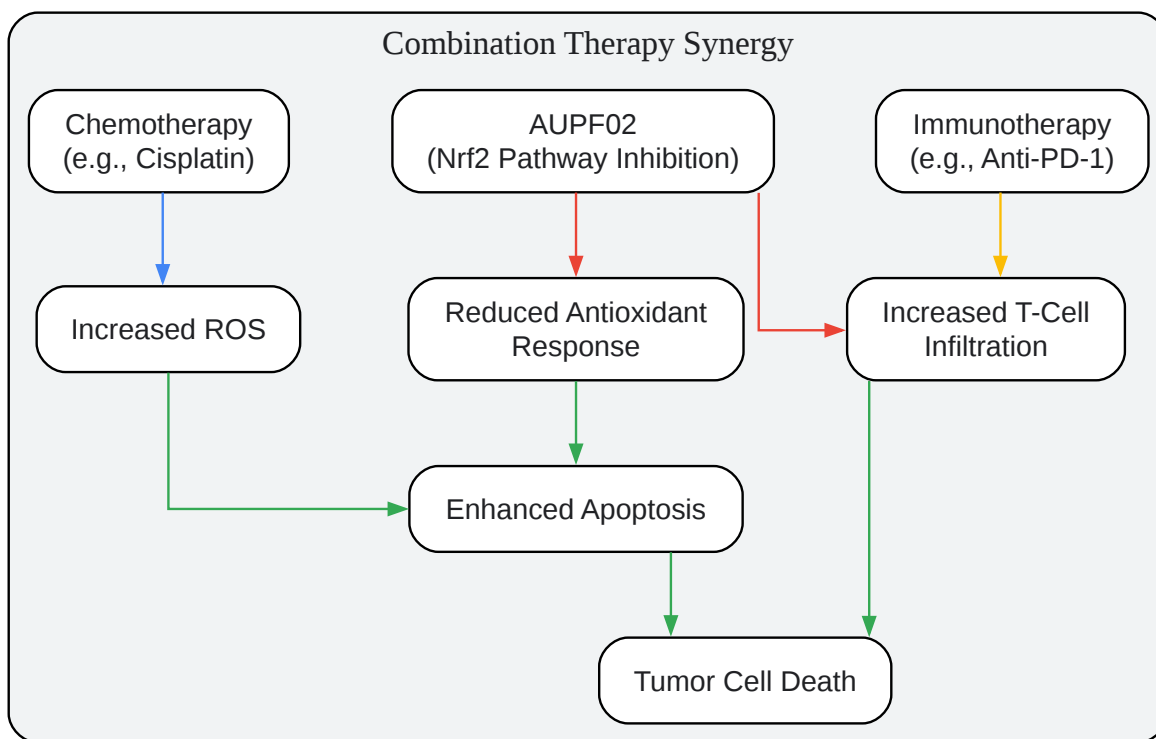 Combination Therapy Synergy
Chemotherapy
(e.g., Cisplatin)
AUPF02
(Nrf2 Pathway Inhibition)
Immunotherapy
(e.g., Anti-PD-1)
Increased ROS
Reduced Antioxidant
Response
Increased T-Cell
Infiltration
Enhanced Apoptosis
Tumor Cell Death